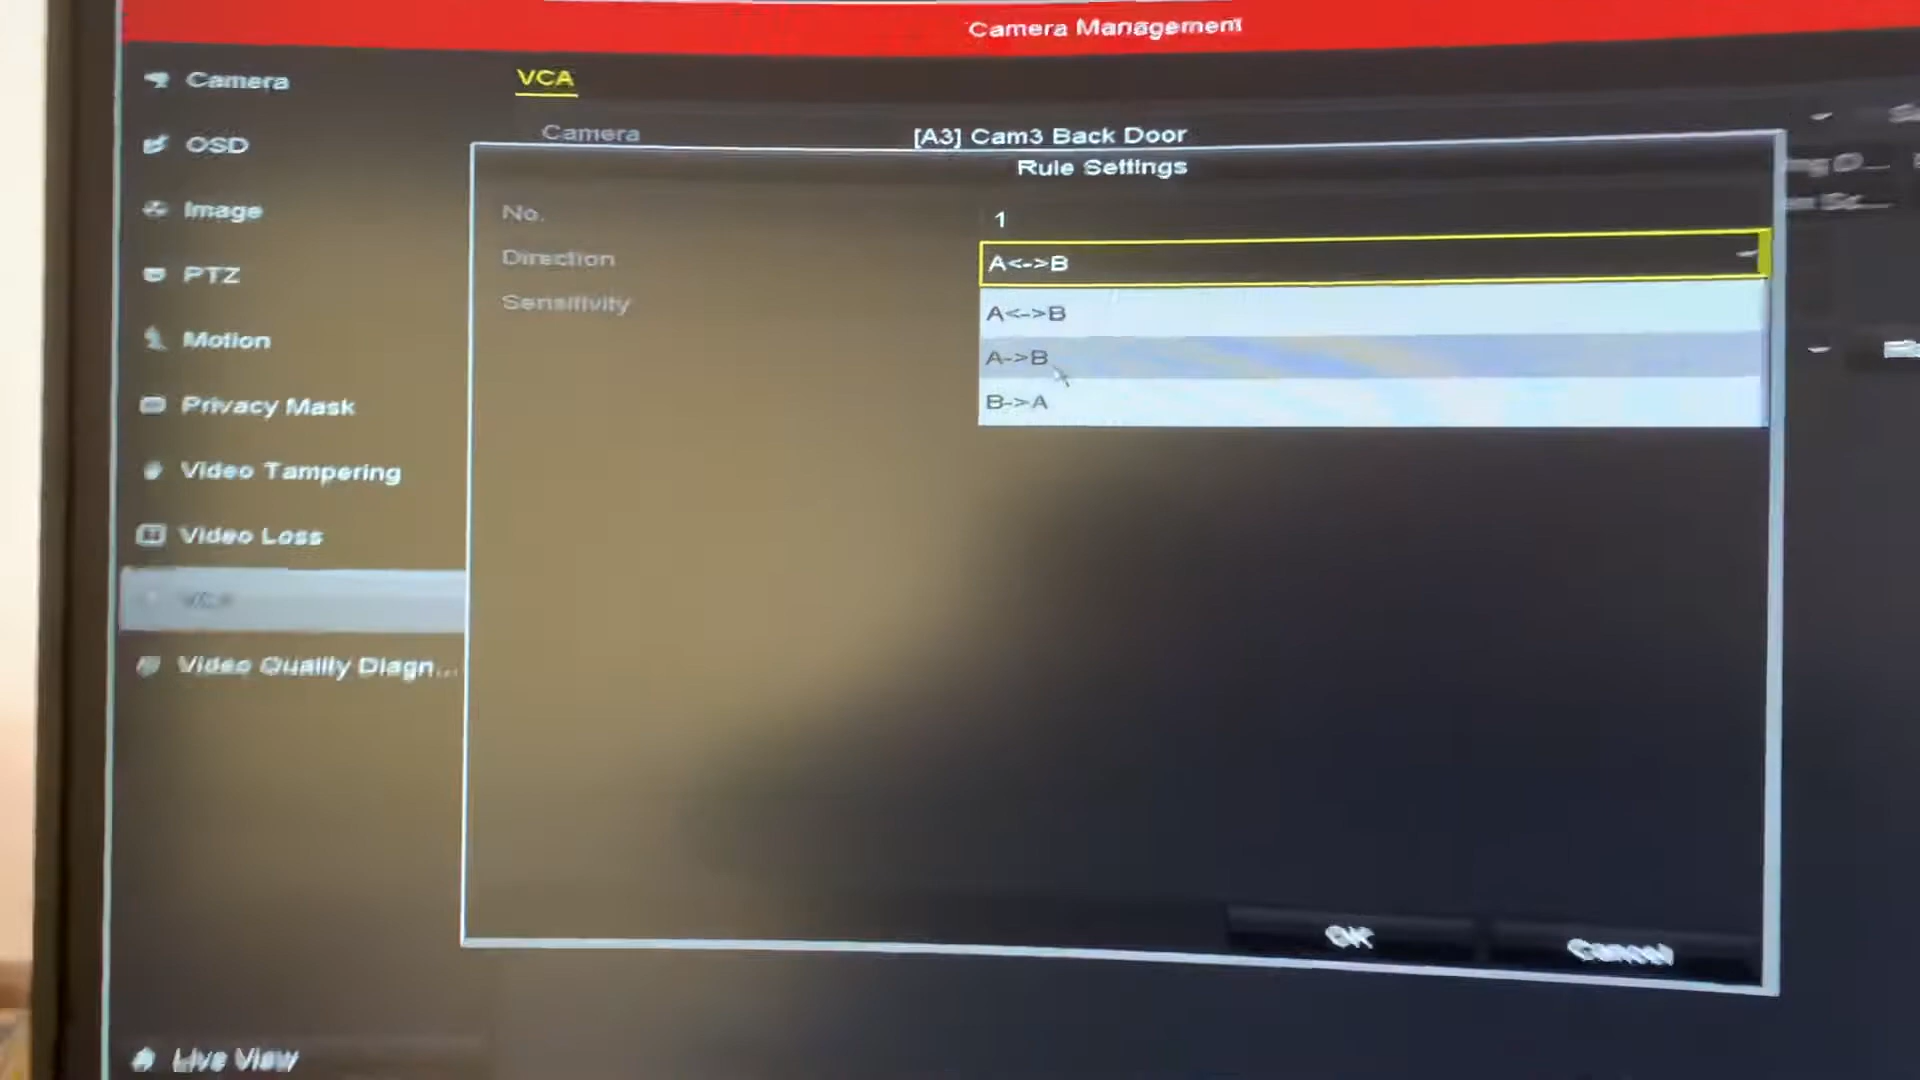 Camera Management
Camera
OSD
Image
PTZ
Motion
Privacy Mask
Video Tampering
Video Loss
VCA
Video Quality Diagn...
Live View
VCA
Camera
[A3] Cam3 Back Door
Rule Settings
No.
1
Direction
A<->B
Sensitivity
A<->B
A->B
B->A
OK
Cancel